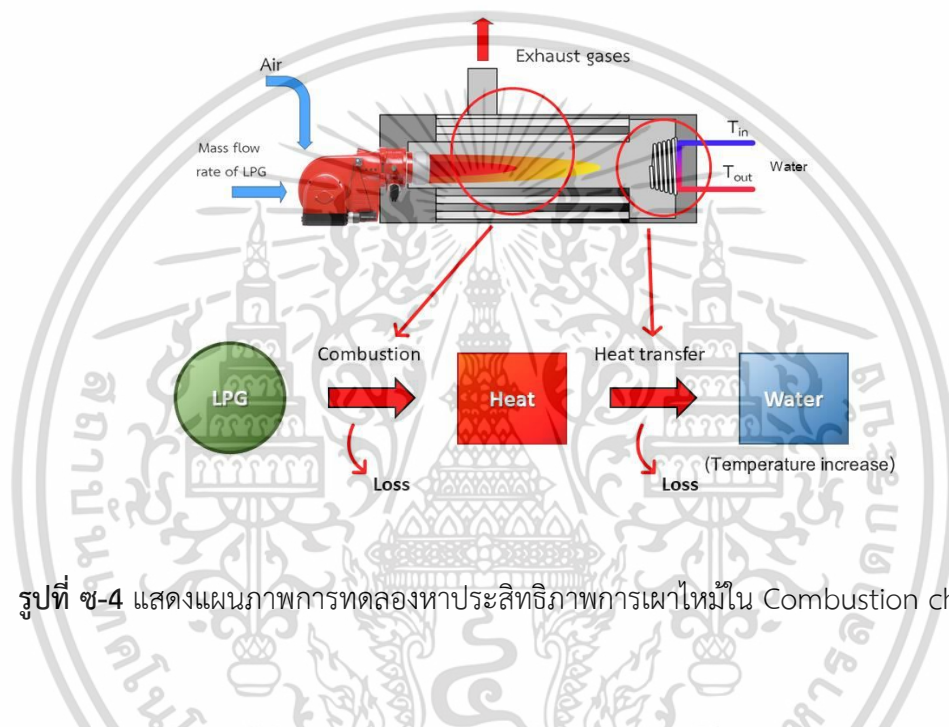 Exhaust gases
Air
Mass flow
rate of LPG
Tin
Water
Tout
Combustion
Heat transfer
LPG
Heat
Water
(Temperature increase)
Loss
Loss
รูปที่ ซ-4 แสดงแผนภาพการทดลองหาประสิทธิภาพการเผาไหม้ใน Combustion ch